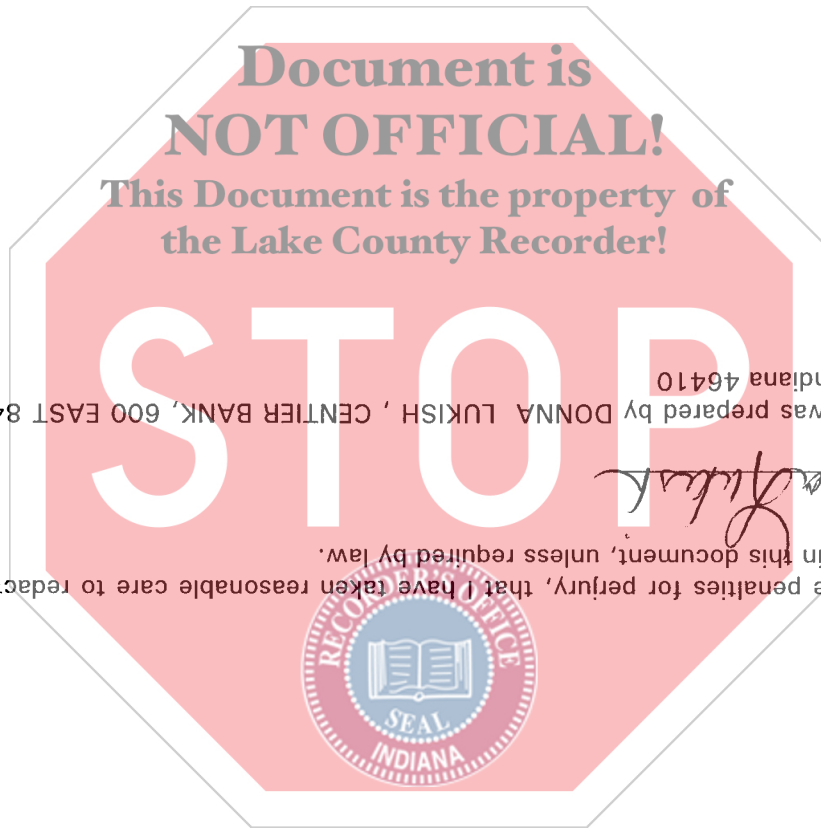 Document is
NOT OFFICIAL!
This Document is the property of
the Lake County Recorder!
STOP
e penalties for perjury, that I have taken reasonable care to redac
in this document, unless required by law.
Lukish
was prepared by DONNA LUKISH , CENTIER BANK, 600 EAST 84
ndiana 46410
RECORDER'S OFFICE
SEAL
INDIANA